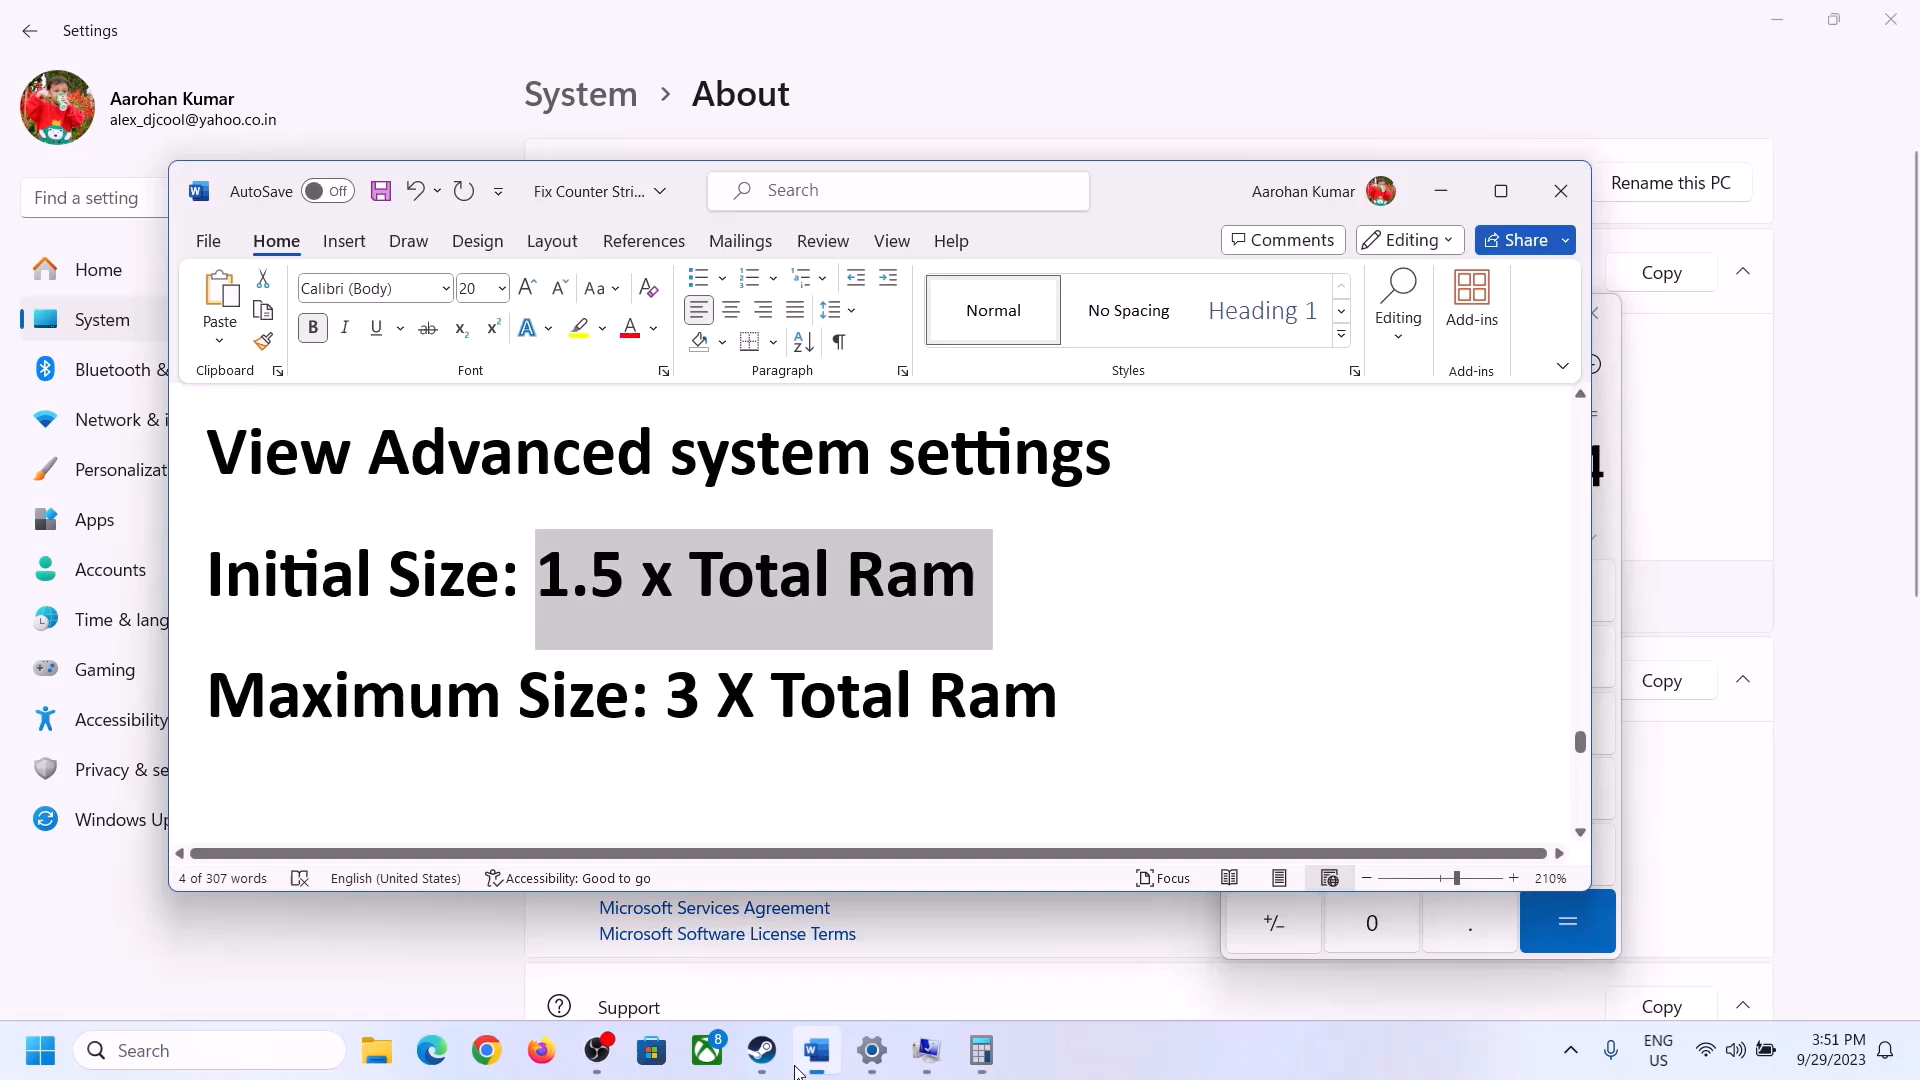 Settings
Aarohan Kumar
alex_djcool@yahoo.co.in
System > About
Find a setting
Rename this PC
Home
System
Bluetooth &
Network & i
Personalizat
Apps
Accounts
Time & lang
Gaming
Accessibility
Privacy & se
Windows Up
AutoSave Off
Fix Counter Stri...
Search
Aarohan Kumar
File Home Insert Draw Design Layout References Mailings Review View Help
Comments Editing Share
Paste
Calibri (Body) 20
Normal No Spacing Heading 1
Editing
Add-ins
Clipboard Font Paragraph Styles Add-ins
View Advanced system settings
Initial Size: 1.5 x Total Ram
Maximum Size: 3 X Total Ram
4 of 307 words English (United States) Accessibility: Good to go Focus 210%
Copy
Copy
4
Microsoft Services Agreement
Microsoft Software License Terms
+/− 0 . =
Support
Copy
Search
8
ENG
US
3:51 PM
9/29/2023